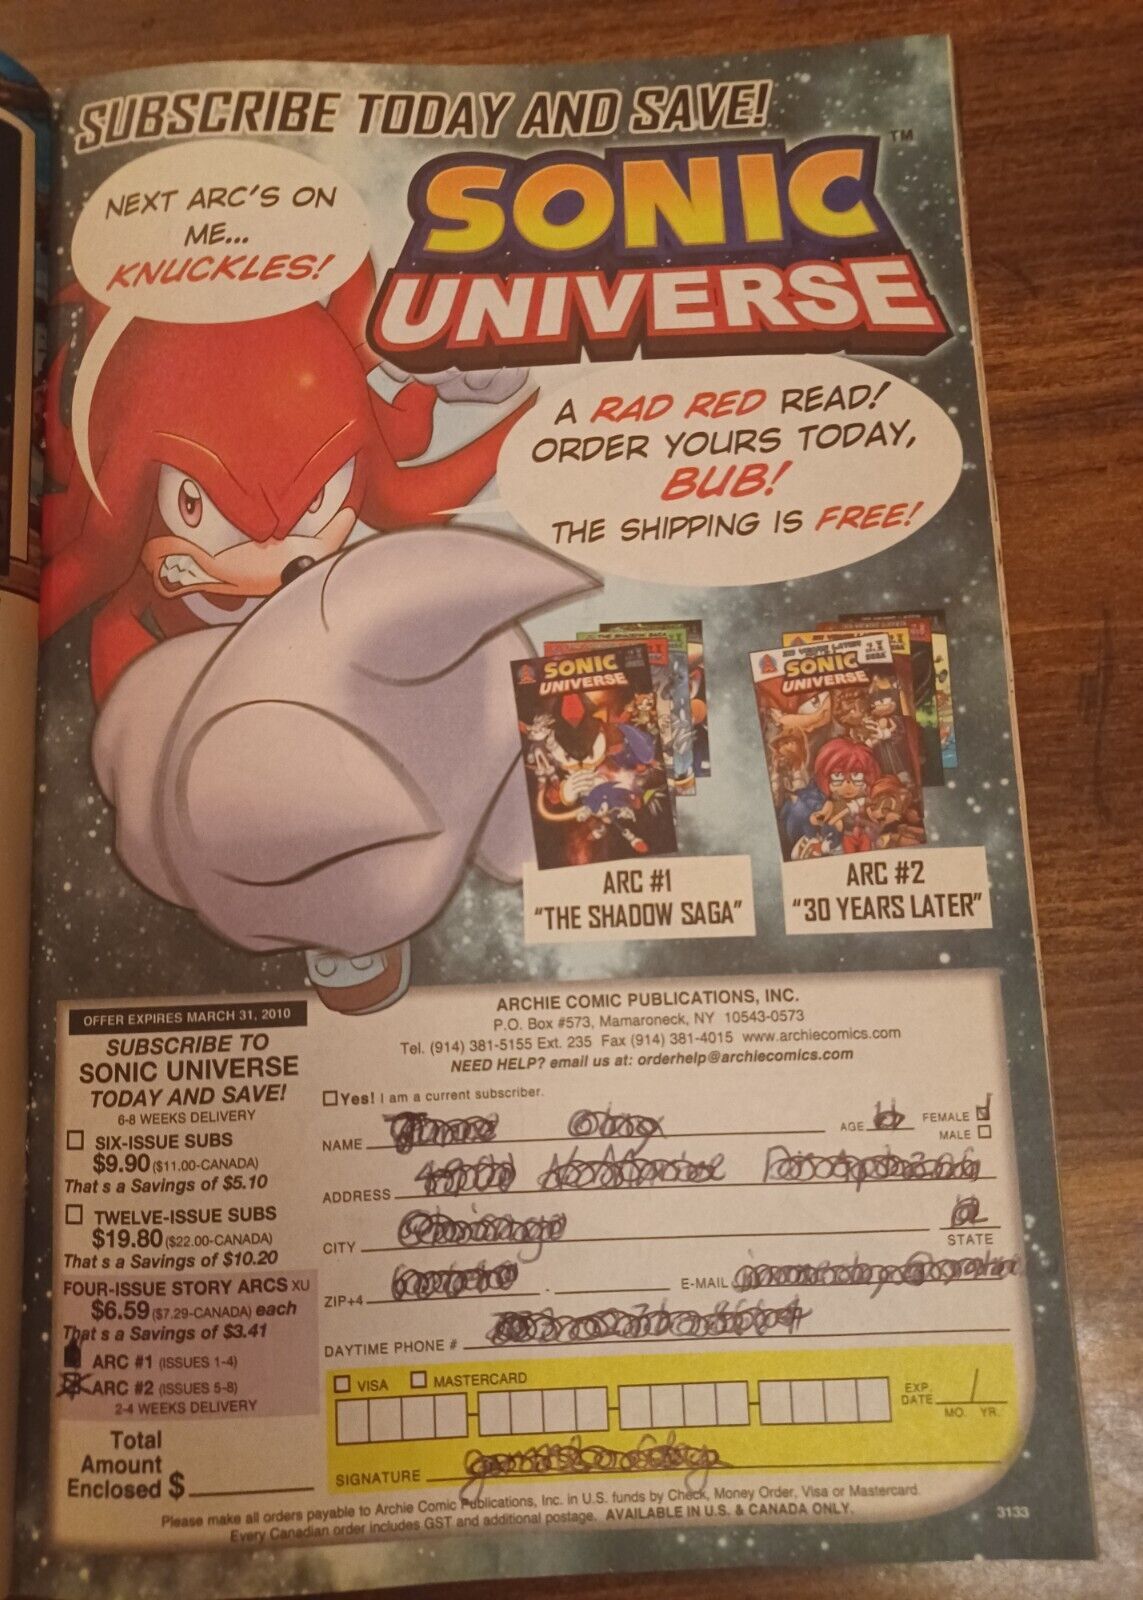 SUBSCRIBE TODAY AND SAVE!
NEXT ARC'S ON
ME...
KNUCKLES!
SONIC ™
UNIVERSE
A RAD RED READ!
ORDER YOURS TODAY,
BUB!
THE SHIPPING IS FREE!
SONIC
UNIVERSE
SONIC
UNIVERSE
ARC #1
"THE SHADOW SAGA"
ARC #2
"30 YEARS LATER"
OFFER EXPIRES MARCH 31, 2010
SUBSCRIBE TO
SONIC UNIVERSE
TODAY AND SAVE!
6-8 WEEKS DELIVERY
SIX-ISSUE SUBS
$9.90 ($11.00-CANADA)
That s a Savings of $5.10
TWELVE-ISSUE SUBS
$19.80 ($22.00-CANADA)
That s a Savings of $10.20
FOUR-ISSUE STORY ARCS XU
$6.59 ($7.29-CANADA) each
That s a Savings of $3.41
ARC #1 (ISSUES 1-4)
ARC #2 (ISSUES 5-8)
2-4 WEEKS DELIVERY
Total
Amount
Enclosed $
ARCHIE COMIC PUBLICATIONS, INC.
P.O. Box #573, Mamaroneck, NY 10543-0573
Tel. (914) 381-5155 Ext. 235 Fax (914) 381-4015 www.archiecomics.com
NEED HELP? email us at: orderhelp@archiecomics.com
Yes! I am a current subscriber.
NAME AGE FEMALE
MALE
ADDRESS
CITY STATE
ZIP+4 - E-MAIL
DAYTIME PHONE #
VISA MASTERCARD
EXP. DATE /
MO. YR.
SIGNATURE
Please make all orders payable to Archie Comic Publications, Inc. in U.S. funds by Check, Money Order, Visa or Mastercard.
Every Canadian order includes GST and additional postage. AVAILABLE IN U.S. & CANADA ONLY.
3133